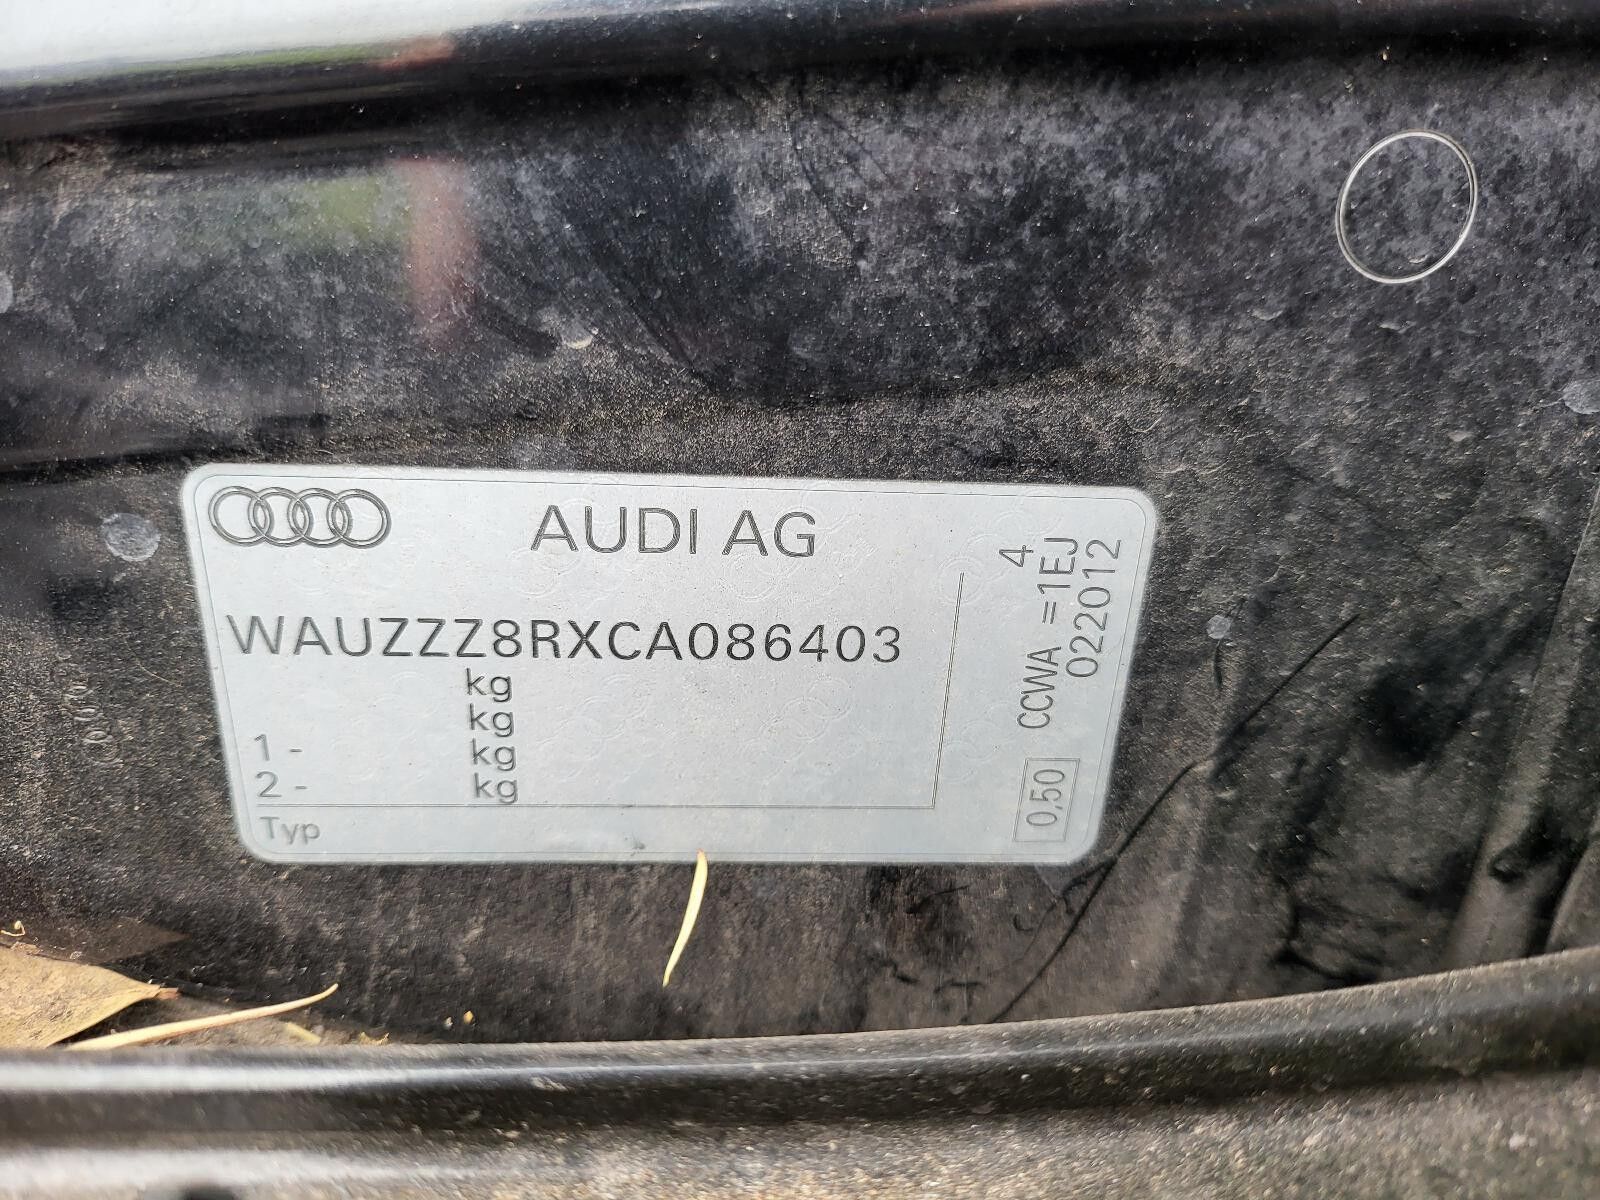 AUDI AG
WAUZZZ8RXCA086403
kg
kg
1 - kg
2 - kg
Typ
4
CCWA =1EJ
022012
0,50